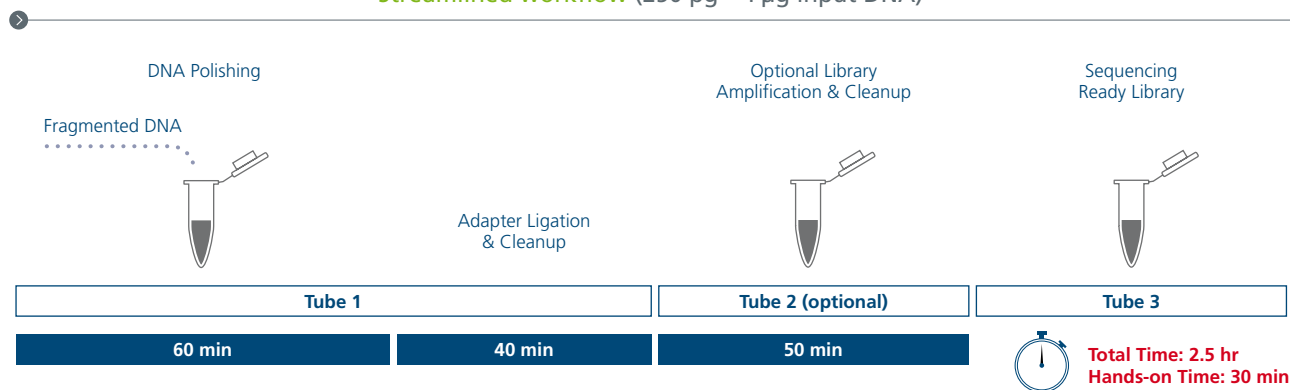 DNA Polishing
Fragmented DNA
Adapter Ligation
& Cleanup
Optional Library
Amplification & Cleanup
Sequencing
Ready Library
Tube 1
Tube 2 (optional)
Tube 3
60 min
40 min
50 min
Total Time: 2.5 hr
Hands-on Time: 30 min